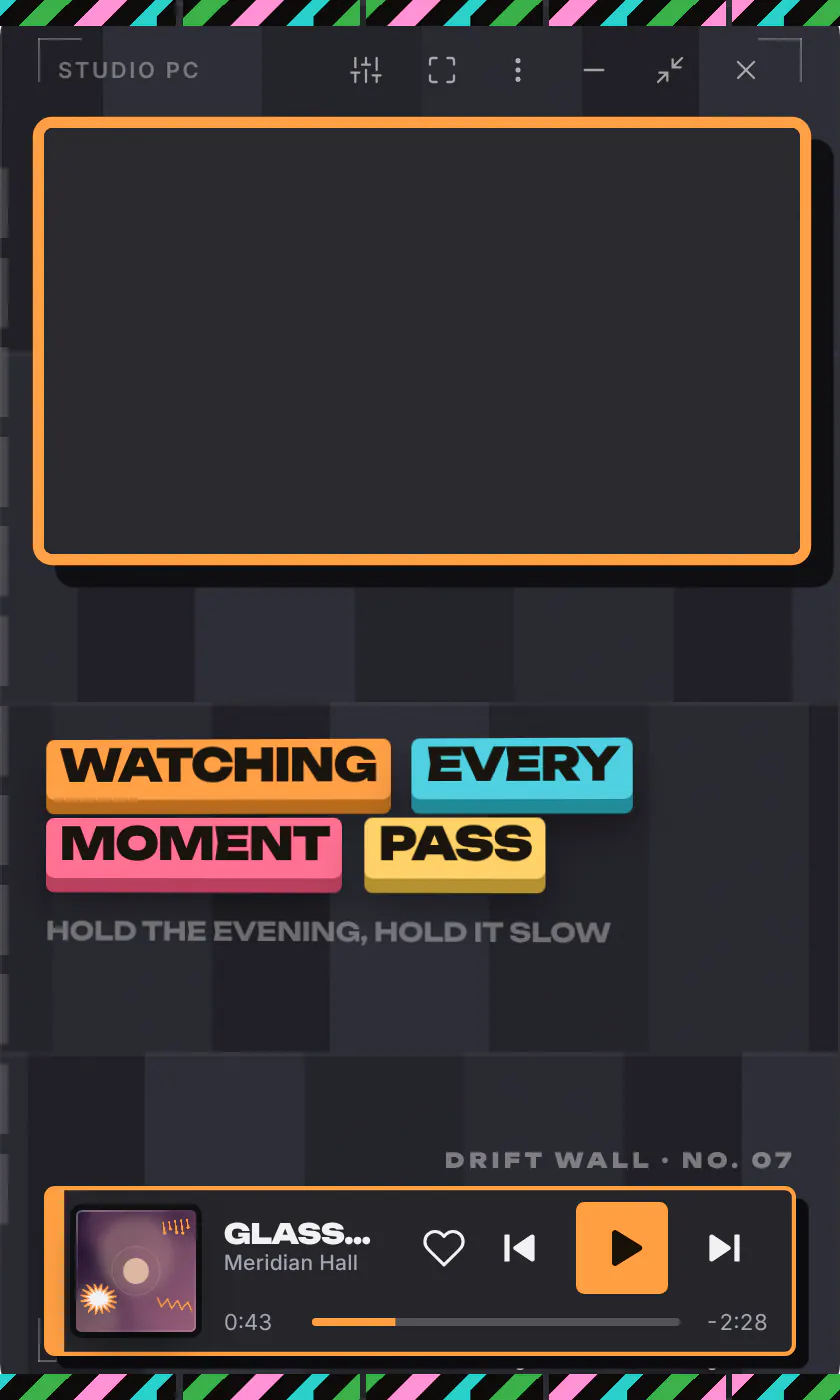 STUDIO PC
WATCHING EVERY
MOMENT PASS
HOLD THE EVENING, HOLD IT SLOW
DRIFT WALL · NO. 07
GLASS...
Meridian Hall
0:43 -2:28